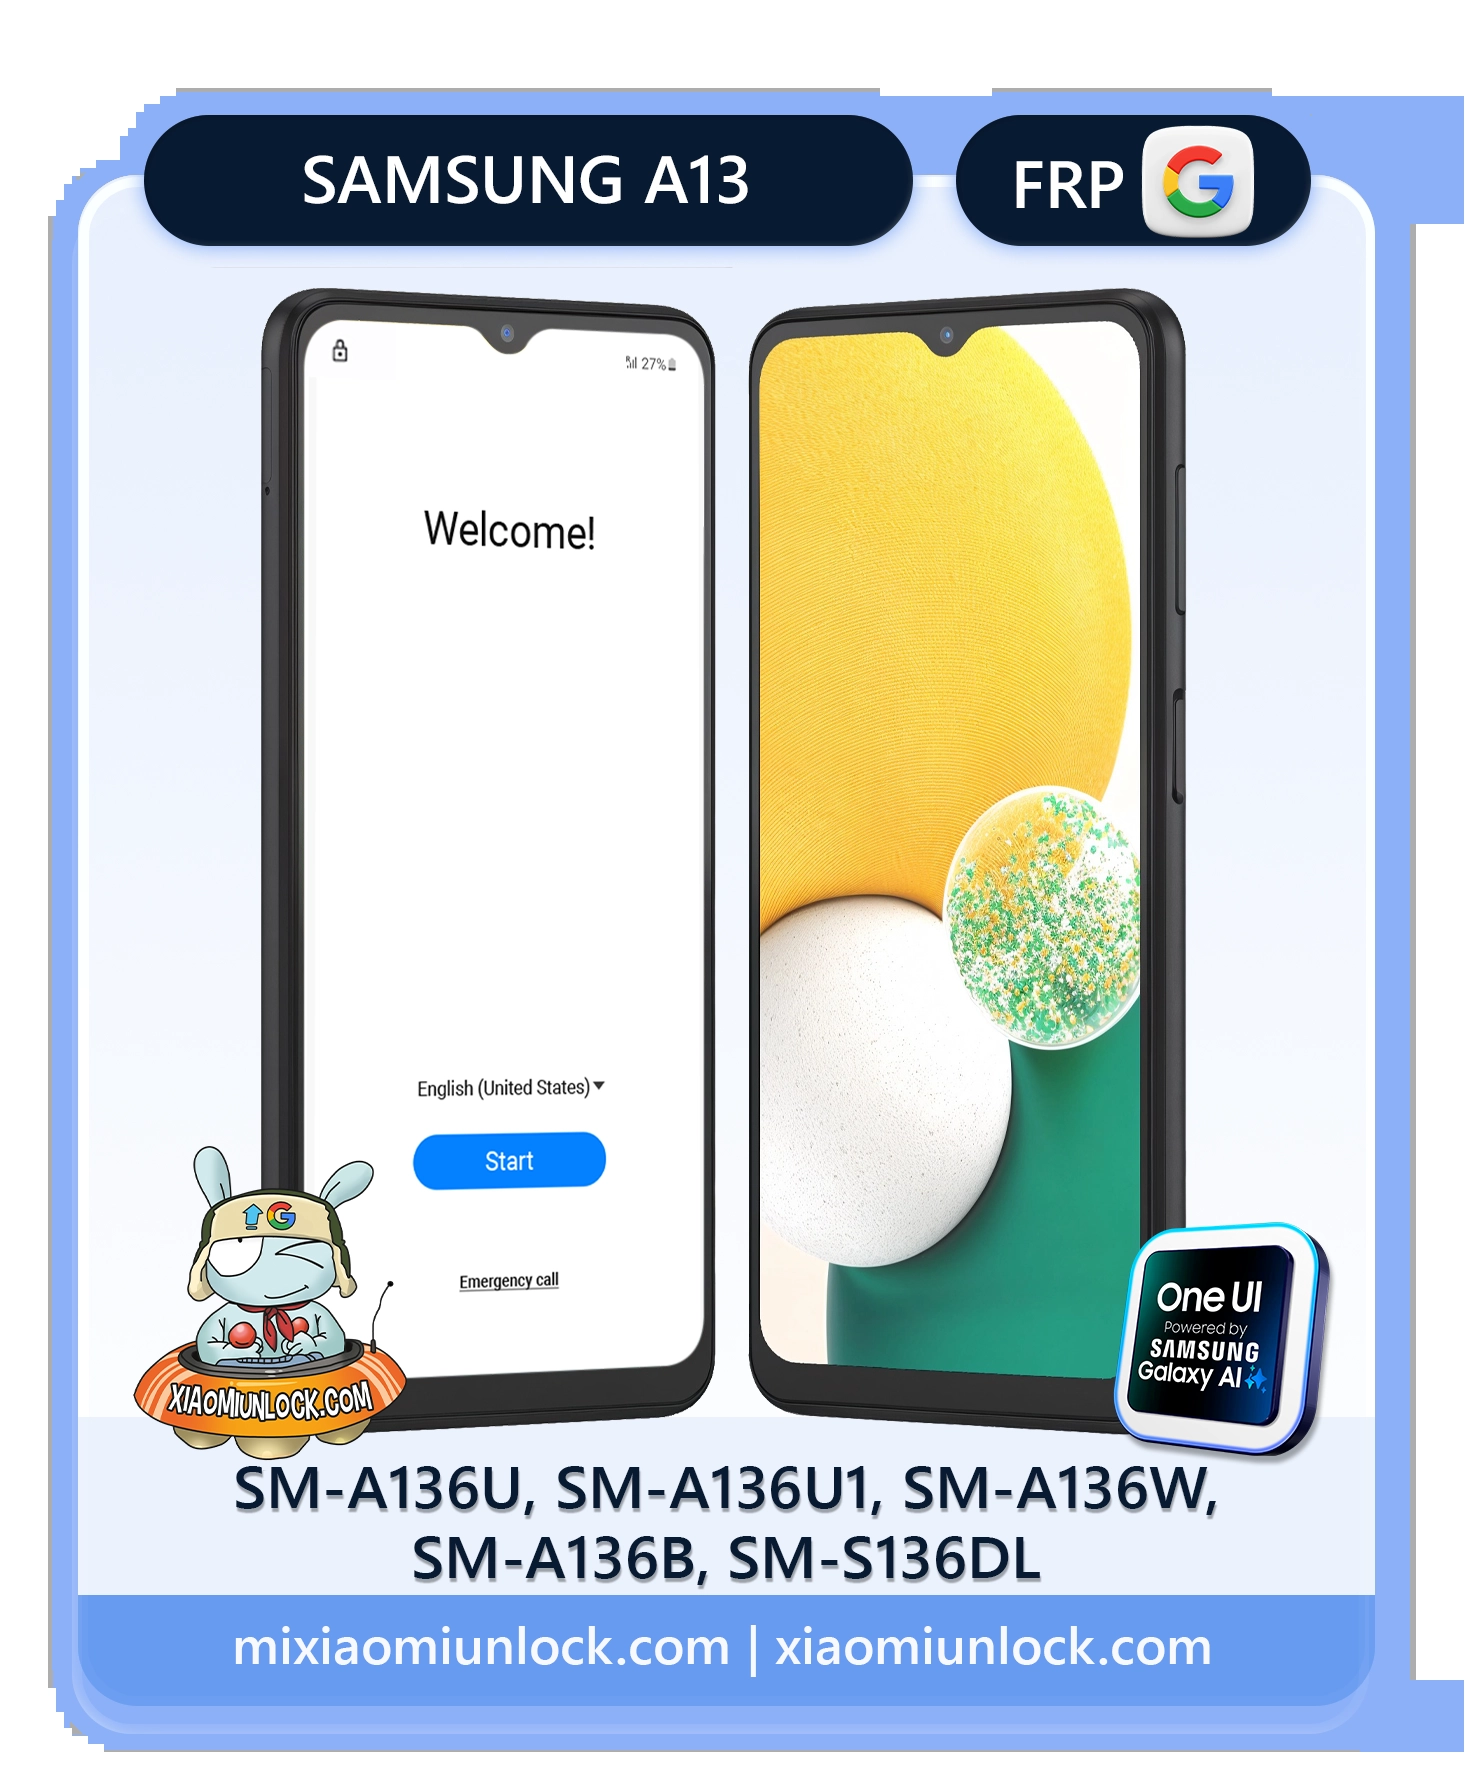 SAMSUNG A13
FRP G
27%
Welcome!
English (United States)
Start
Emergency call
G
XIAOMIUNLOCK.COM
One UI
Powered by
SAMSUNG
Galaxy AI
SM-A136U, SM-A136U1, SM-A136W,
SM-A136B, SM-S136DL
mixiaomiunlock.com | xiaomiunlock.com